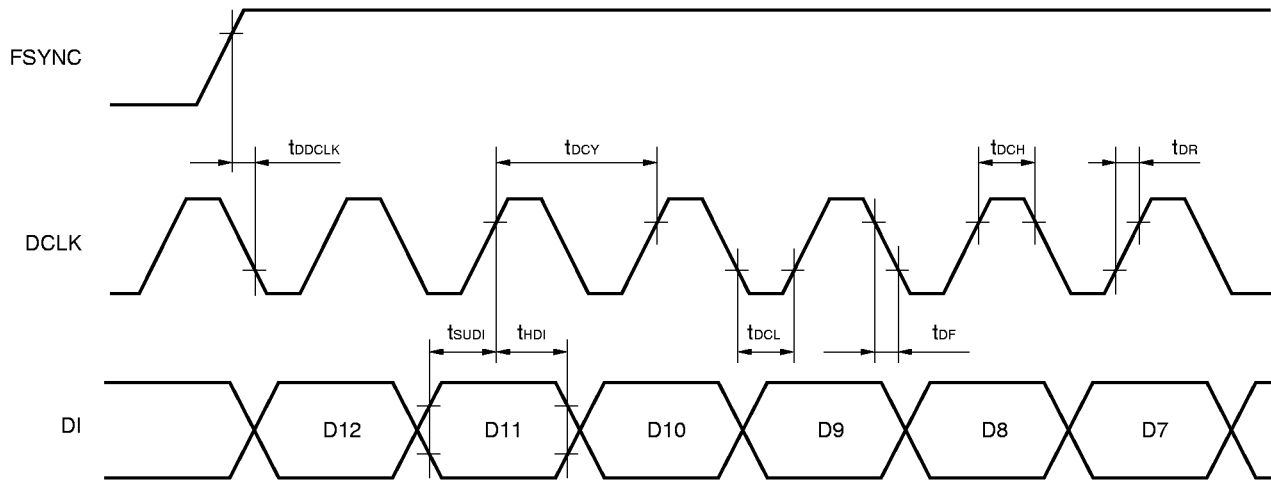 FSYNC
tDDCLK
tDCY
tDCH
tDR
DCLK
tSUDI
tHDI
tDCL
tDF
DI
D12
D11
D10
D9
D8
D7